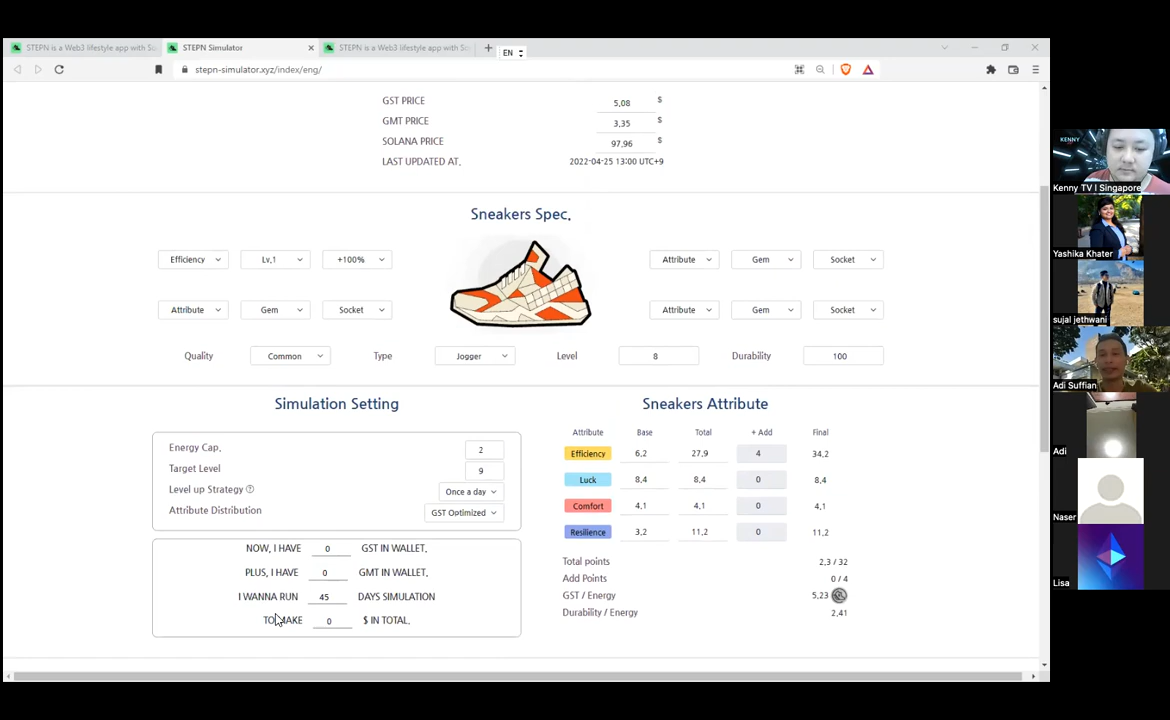 STEPN is a Web3 lifestyle app with So
STEPN Simulator
STEPN is a Web3 lifestyle app with So
EN
stepn-simulator.xyz/index/eng/
GST PRICE 5.08 $
GMT PRICE 3.35 $
SOLANA PRICE 97.96 $
LAST UPDATED AT. 2022-04-25 13:00 UTC+9
Sneakers Spec.
Efficiency Lv.1 +100% Attribute Gem Socket
Attribute Gem Socket Attribute Gem Socket
Quality Common Type Jogger Level 8 Durability 100
Simulation Setting
Energy Cap. 2
Target Level 9
Level up Strategy ? Once a day
Attribute Distribution GST Optimized
NOW, I HAVE 0 GST IN WALLET.
PLUS, I HAVE 0 GMT IN WALLET.
I WANNA RUN 45 DAYS SIMULATION
TO MAKE 0 $ IN TOTAL.
Sneakers Attribute
Attribute Base Total + Add Final
Efficiency 6.2 27.9 4 34.2
Luck 8.4 8.4 0 8.4
Comfort 4.1 4.1 0 4.1
Resilience 3.2 11.2 0 11.2
Total points 2.3 / 32
Add Points 0 / 4
GST / Energy 5.23
Durability / Energy 2.41
KENNY
Kenny TV I Singapore
Yashika Khater
sujal jethwani
Adi Suffian
Adi
Naser
Lisa